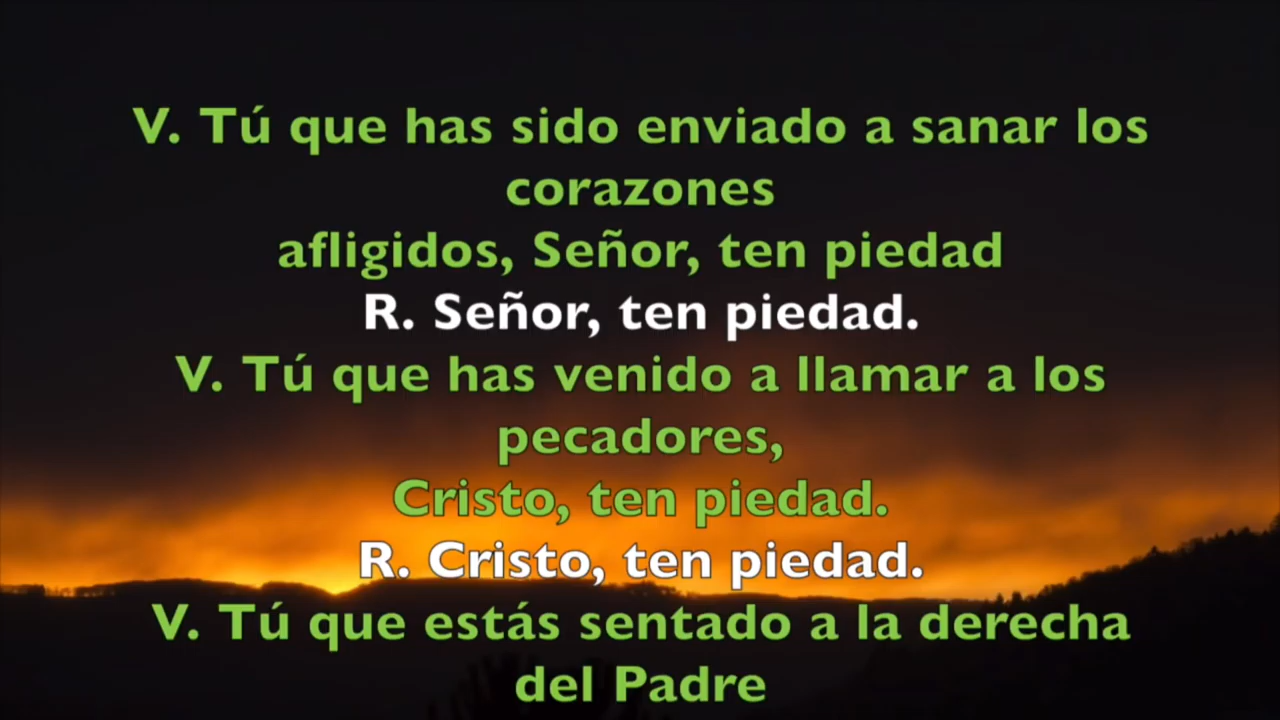 V. Tú que has sido enviado a sanar los
corazones
afligidos, Señor, ten piedad
R. Señor, ten piedad.
V. Tú que has venido a llamar a los
pecadores,
Cristo, ten piedad.
R. Cristo, ten piedad.
V. Tú que estás sentado a la derecha
del Padre